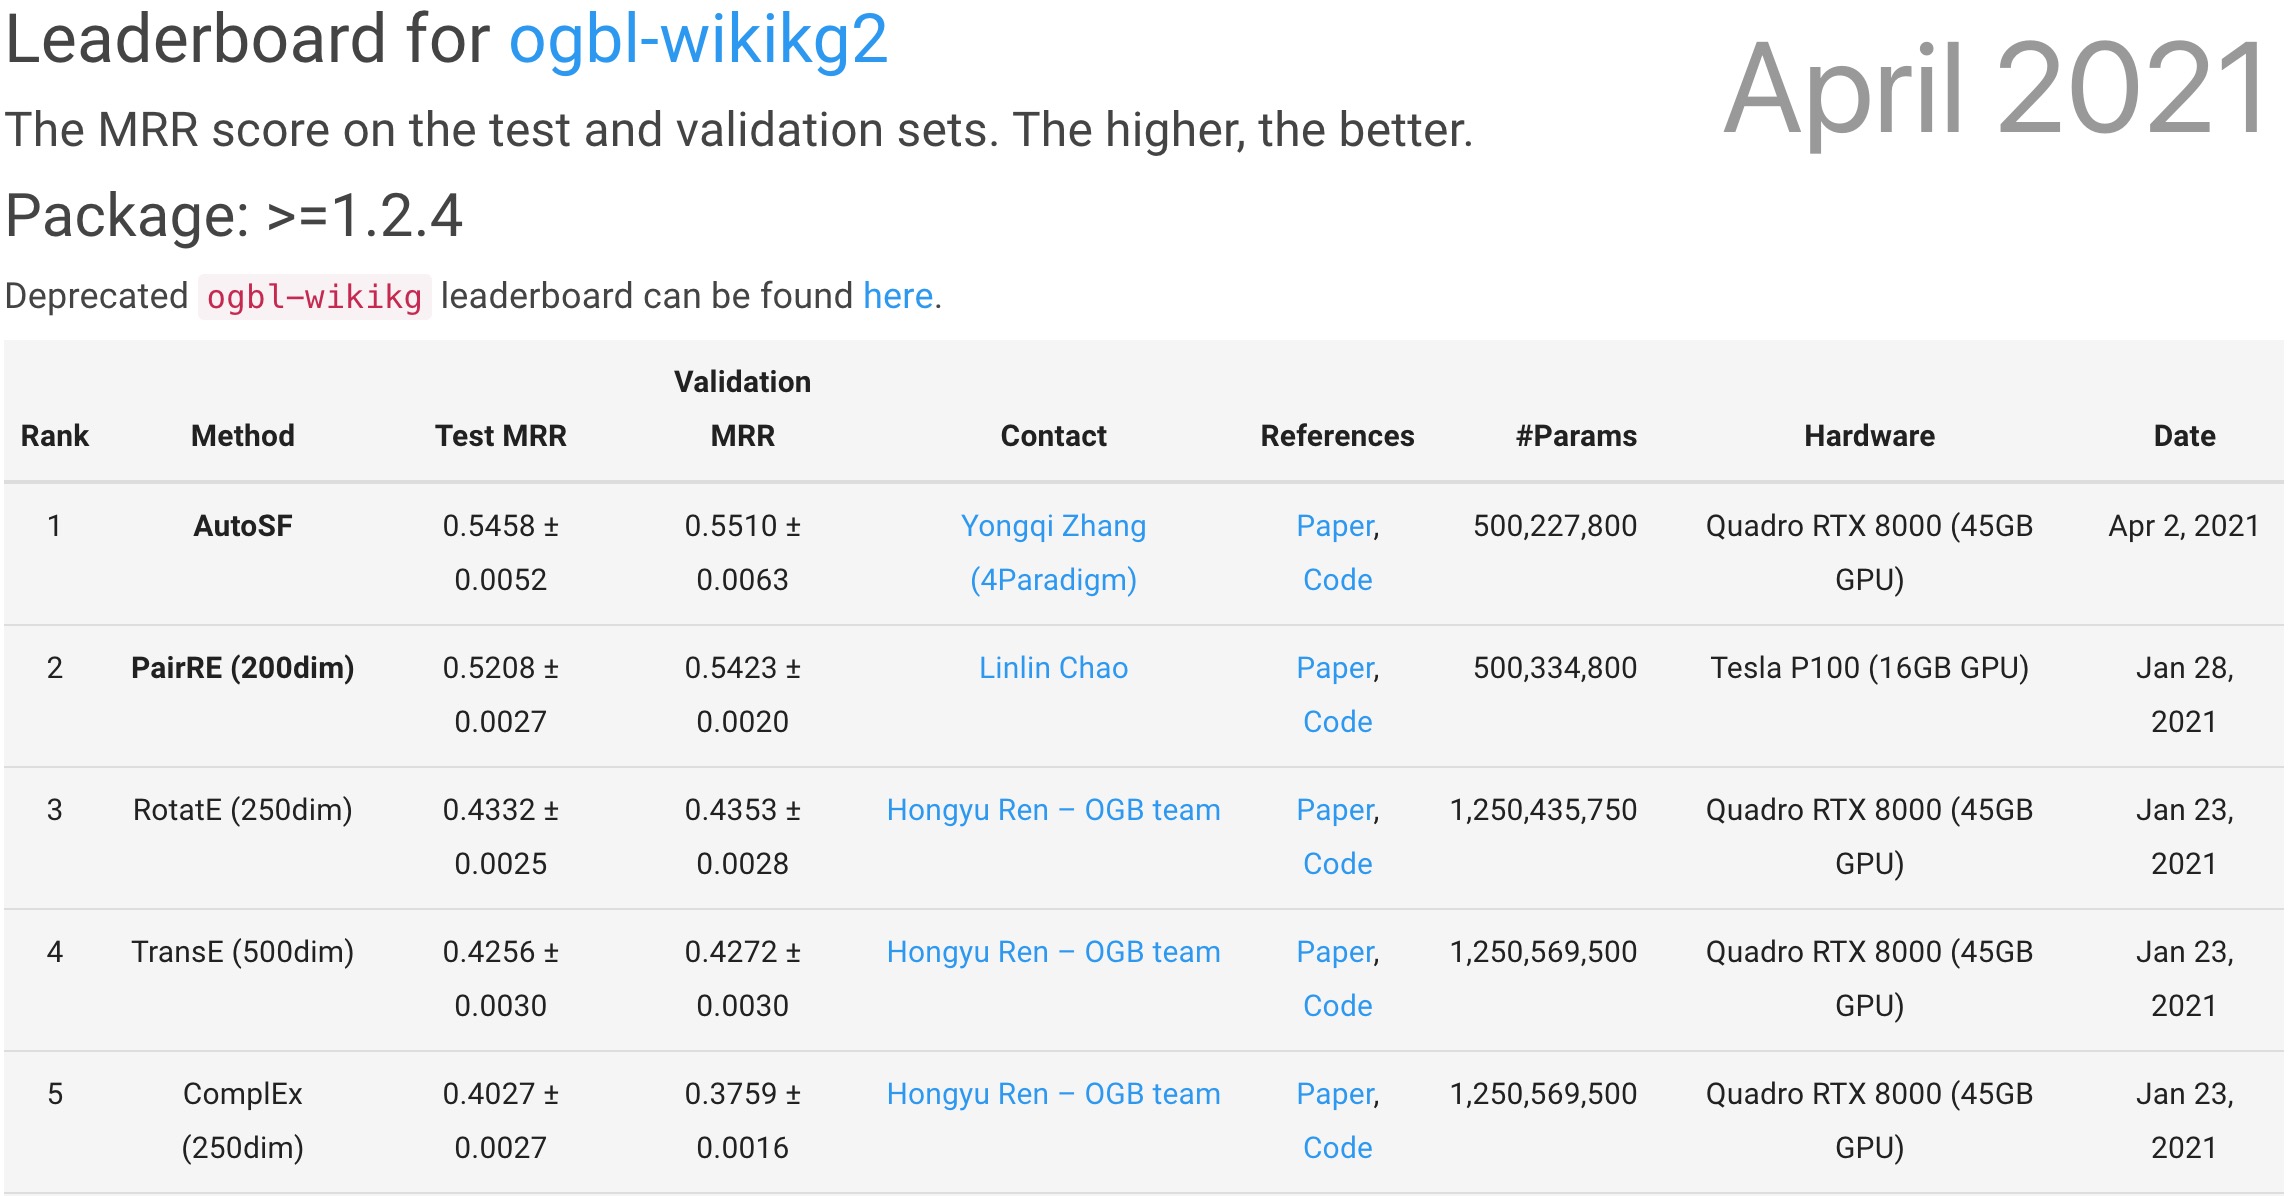 Leaderboard for ogbl-wikikg2
April 2021
The MRR score on the test and validation sets. The higher, the better.
Package: >=1.2.4
Deprecated ogbl-wikikg leaderboard can be found here.
Rank Method Test MRR Validation MRR Contact References #Params Hardware Date
1 AutoSF 0.5458 ± 0.0052 0.5510 ± 0.0063 Yongqi Zhang (4Paradigm) Paper, Code 500,227,800 Quadro RTX 8000 (45GB GPU) Apr 2, 2021
2 PairRE (200dim) 0.5208 ± 0.0027 0.5423 ± 0.0020 Linlin Chao Paper, Code 500,334,800 Tesla P100 (16GB GPU) Jan 28, 2021
3 RotatE (250dim) 0.4332 ± 0.0025 0.4353 ± 0.0028 Hongyu Ren – OGB team Paper, Code 1,250,435,750 Quadro RTX 8000 (45GB GPU) Jan 23, 2021
4 TransE (500dim) 0.4256 ± 0.0030 0.4272 ± 0.0030 Hongyu Ren – OGB team Paper, Code 1,250,569,500 Quadro RTX 8000 (45GB GPU) Jan 23, 2021
5 ComplEx (250dim) 0.4027 ± 0.0027 0.3759 ± 0.0016 Hongyu Ren – OGB team Paper, Code 1,250,569,500 Quadro RTX 8000 (45GB GPU) Jan 23, 2021